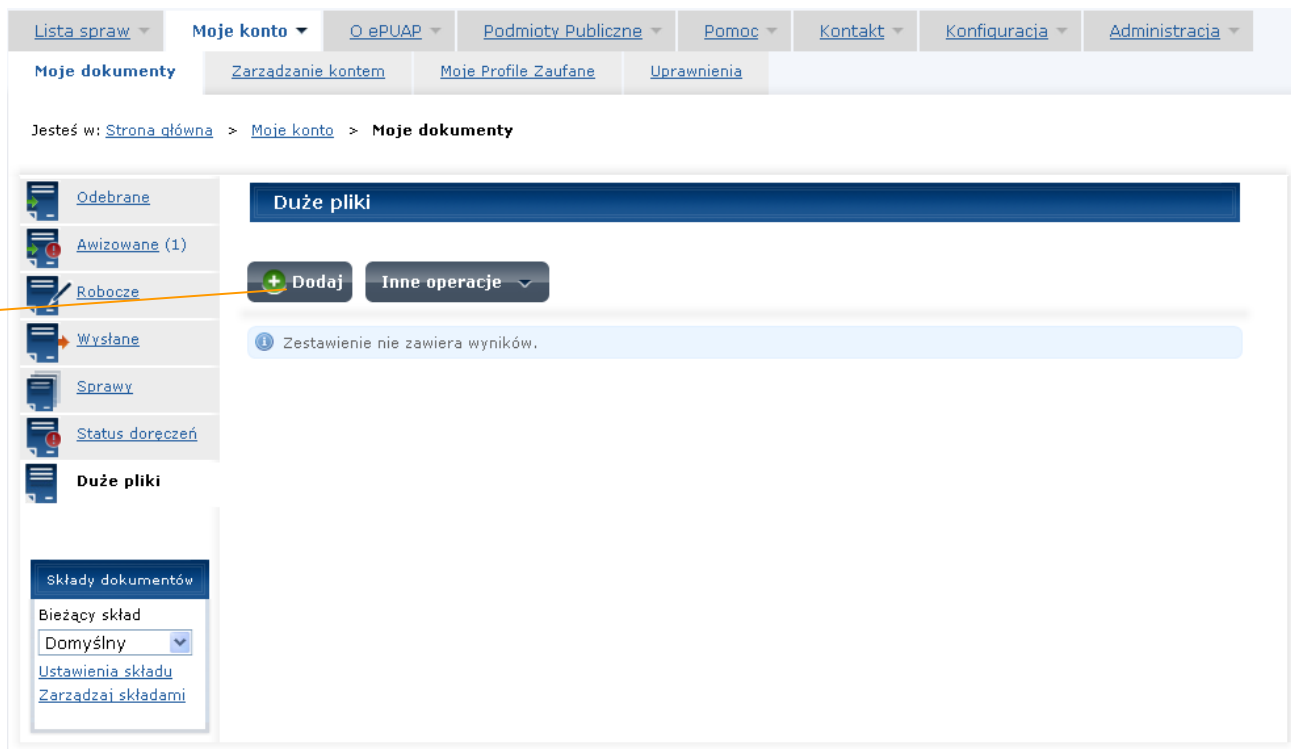 Lista spraw Moje konto O ePUAP Podmioty Publiczne Pomoc Kontakt Konfiguracja Administracja
Moje dokumenty Zarządzanie kontem Moje Profile Zaufane Uprawnienia
Jesteś w: Strona główna > Moje konto > Moje dokumenty
Odebrane
Awizowane (1)
Robocze
Wysłane
Sprawy
Status doręczeń
Duże pliki
Duże pliki
Dodaj Inne operacje
Zestawienie nie zawiera wyników.
Składy dokumentów
Bieżący skład
Domyślny
Ustawienia składu
Zarządzaj składami